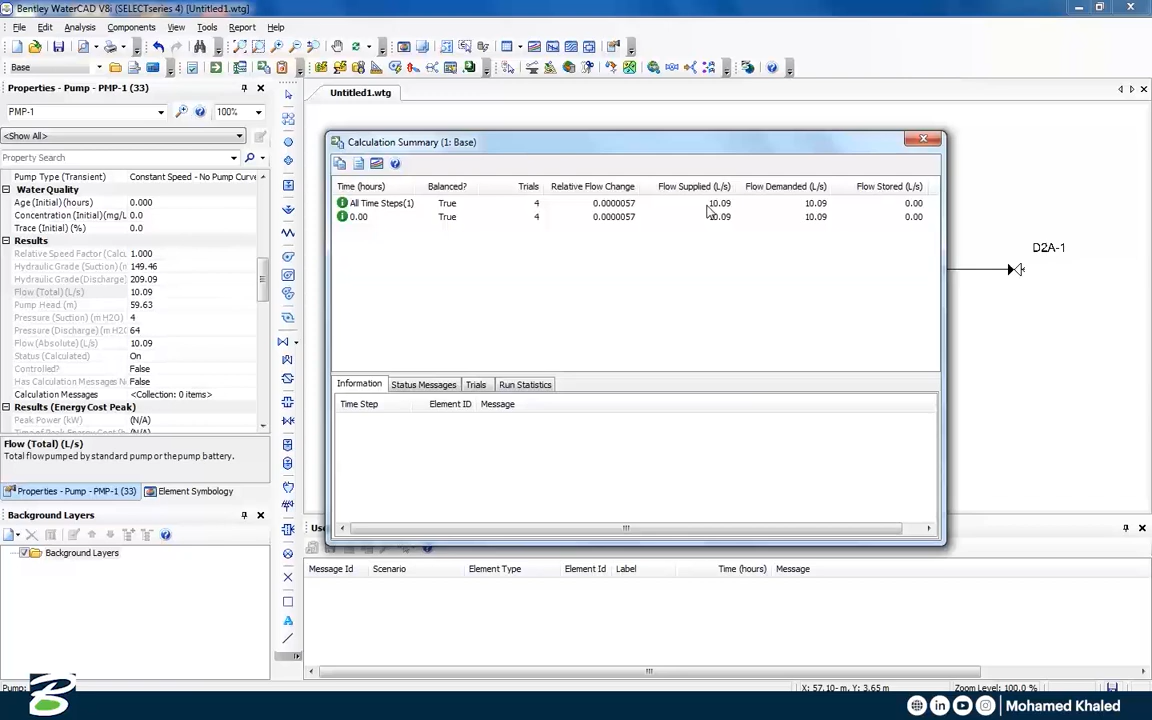 Bentley WaterCAD V8i (SELECTseries 4) [Untitled1.wtg]
File Edit Analysis Components View Tools Report Help
Base
Properties - Pump - PMP-1 (33)
PMP-1
100%
<Show All>
Property Search
Pump Type (Transient) Constant Speed - No Pump Curve
Water Quality
Age (Initial) (hours) 0.000
Concentration (Initial) (mg/L 0.0
Trace (Initial) (%) 0.0
Results
Relative Speed Factor (Calcu 1.000
Hydraulic Grade (Suction) (m 149.46
Hydraulic Grade (Discharge) 209.09
Flow (Total) (L/s) 10.09
Pump Head (m) 59.63
Pressure (Suction) (m H2O) 4
Pressure (Discharge) (m H2O 64
Flow (Absolute) (L/s) 10.09
Status (Calculated) On
Controlled? False
Has Calculation Messages N False
Calculation Messages <Collection: 0 items>
Results (Energy Cost Peak)
Peak Power (kW) (N/A)
Flow (Total) (L/s)
Total flow pumped by standard pump or the pump battery.
Properties - Pump - PMP-1 (33) Element Symbology
Background Layers
Background Layers
Untitled1.wtg
D2A-1
Calculation Summary (1: Base)
Time (hours) Balanced? Trials Relative Flow Change Flow Supplied (L/s) Flow Demanded (L/s) Flow Stored (L/s)
All Time Steps(1) True 4 0.0000057 10.09 10.09 0.00
0.00 True 4 0.0000057 10.09 10.09 0.00
Information Status Messages Trials Run Statistics
Time Step Element ID Message
Use
Message Id Scenario Element Type Element Id Label Time (hours) Message
Pump:
X: 57.10 m, Y: 3.65 m
Zoom Level: 100.0 %
Mohamed Khaled